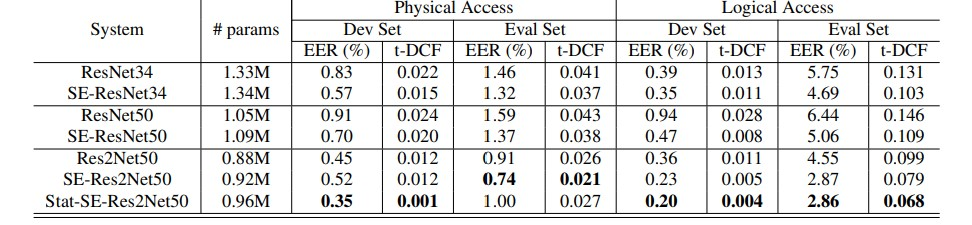 Physical Access Logical Access
System # params Dev Set Eval Set Dev Set Eval Set
EER (%) t-DCF EER (%) t-DCF EER (%) t-DCF EER (%) t-DCF
ResNet34 1.33M 0.83 0.022 1.46 0.041 0.39 0.013 5.75 0.131
SE-ResNet34 1.34M 0.57 0.015 1.32 0.037 0.35 0.011 4.69 0.103
ResNet50 1.05M 0.91 0.024 1.59 0.043 0.94 0.028 6.44 0.146
SE-ResNet50 1.09M 0.70 0.020 1.37 0.038 0.47 0.008 5.06 0.109
Res2Net50 0.88M 0.45 0.012 0.91 0.026 0.36 0.011 4.55 0.099
SE-Res2Net50 0.92M 0.52 0.012 0.74 0.021 0.23 0.005 2.87 0.079
Stat-SE-Res2Net50 0.96M 0.35 0.001 1.00 0.027 0.20 0.004 2.86 0.068